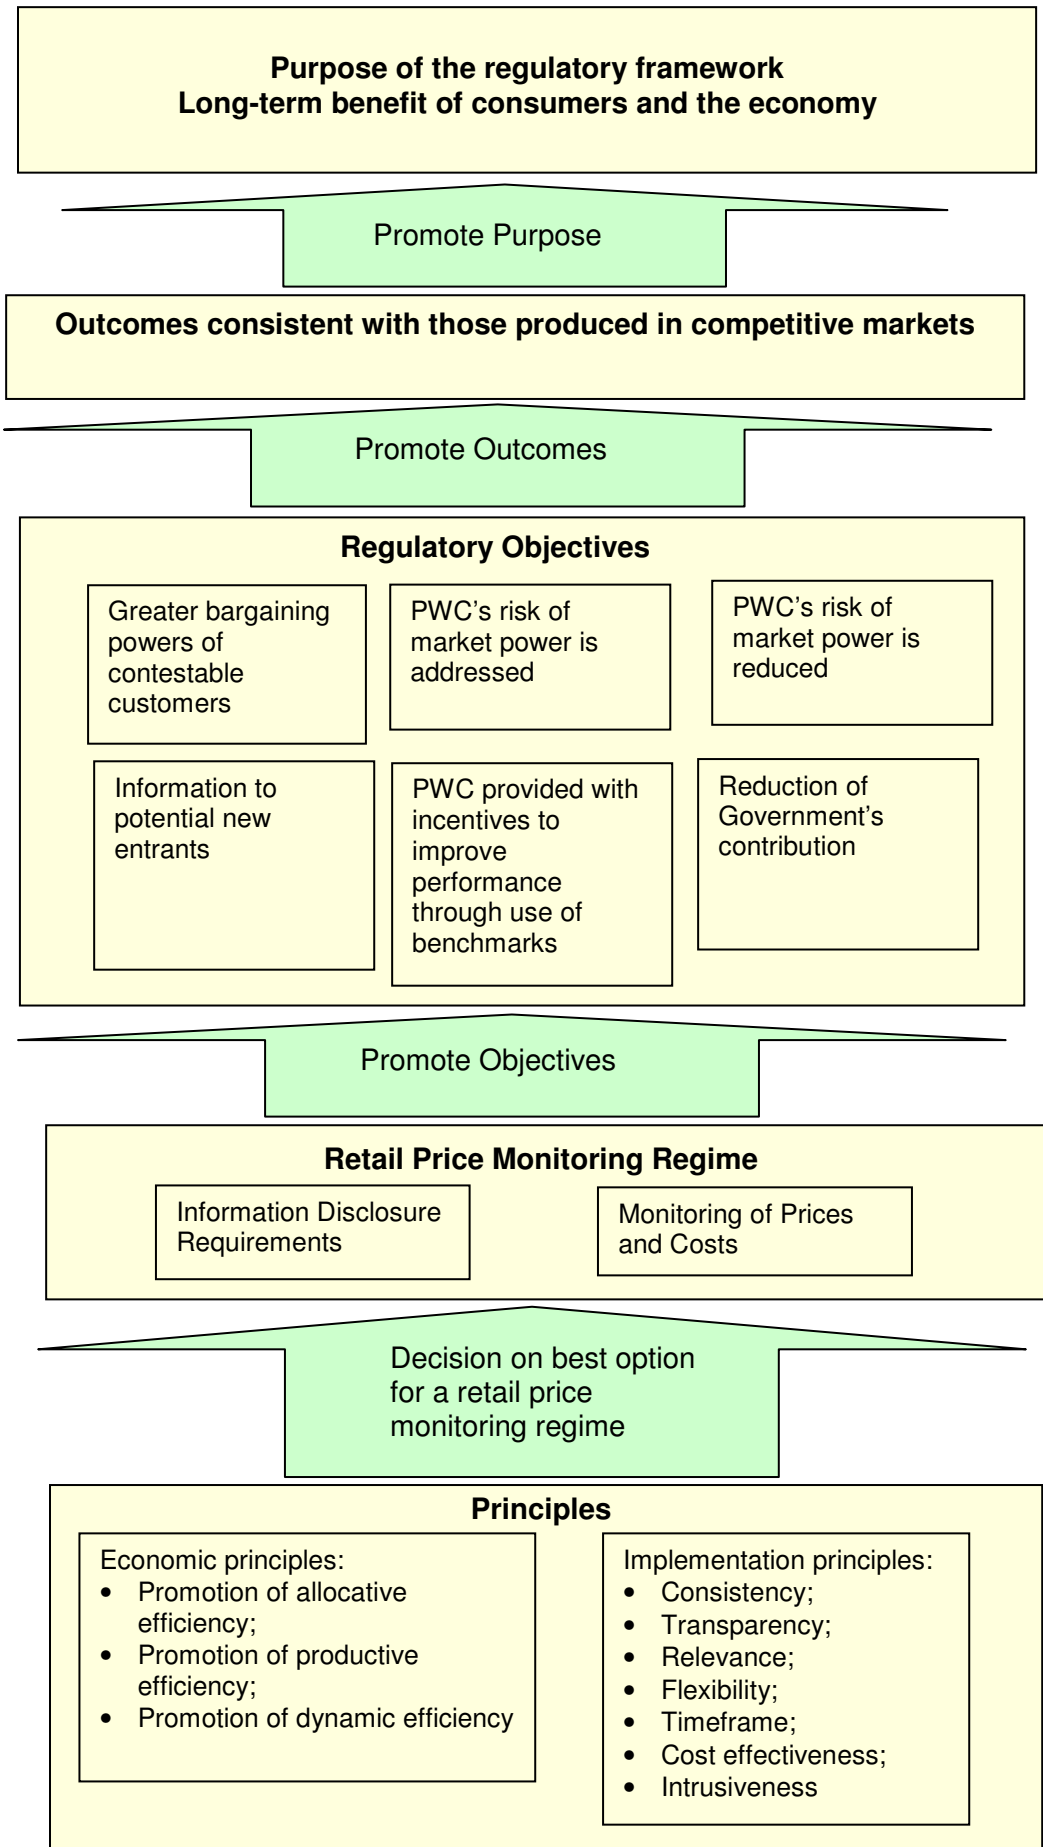 Purpose of the regulatory framework
Long-term benefit of consumers and the economy
Promote Purpose
Outcomes consistent with those produced in competitive markets
Promote Outcomes
Regulatory Objectives
Greater bargaining
powers of
contestable
customers
PWC’s risk of
market power is
addressed
PWC’s risk of
market power is
reduced
Information to
potential new
entrants
PWC provided with
incentives to
improve
performance
through use of
benchmarks
Reduction of
Government’s
contribution
Promote Objectives
Retail Price Monitoring Regime
Information Disclosure
Requirements
Monitoring of Prices
and Costs
Decision on best option
for a retail price
monitoring regime
Principles
Economic principles:
• Promotion of allocative
efficiency;
• Promotion of productive
efficiency;
• Promotion of dynamic efficiency
Implementation principles:
• Consistency;
• Transparency;
• Relevance;
• Flexibility;
• Timeframe;
• Cost effectiveness;
• Intrusiveness